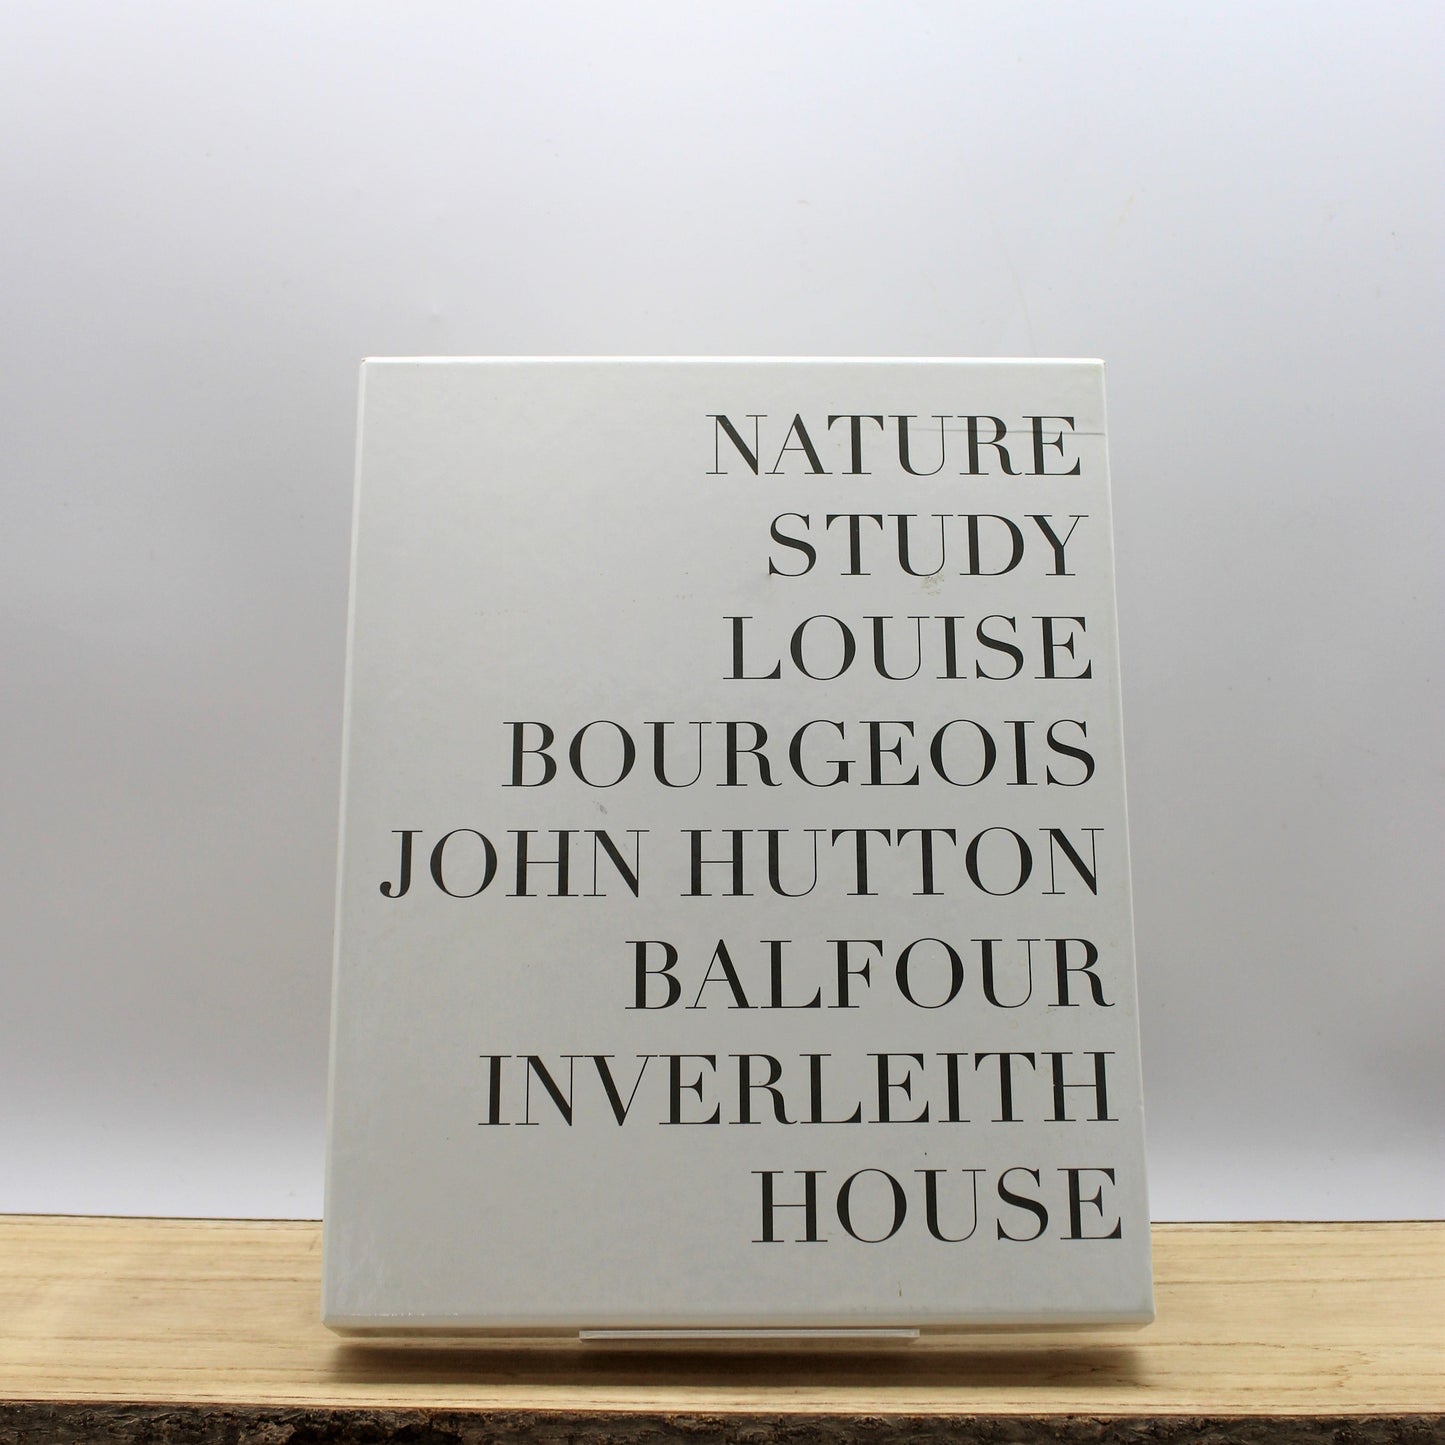 NATURE
STUDY
LOUISE
BOURGEOIS
JOHN HUTTON
BALFOUR
INVERLEITH
HOUSE